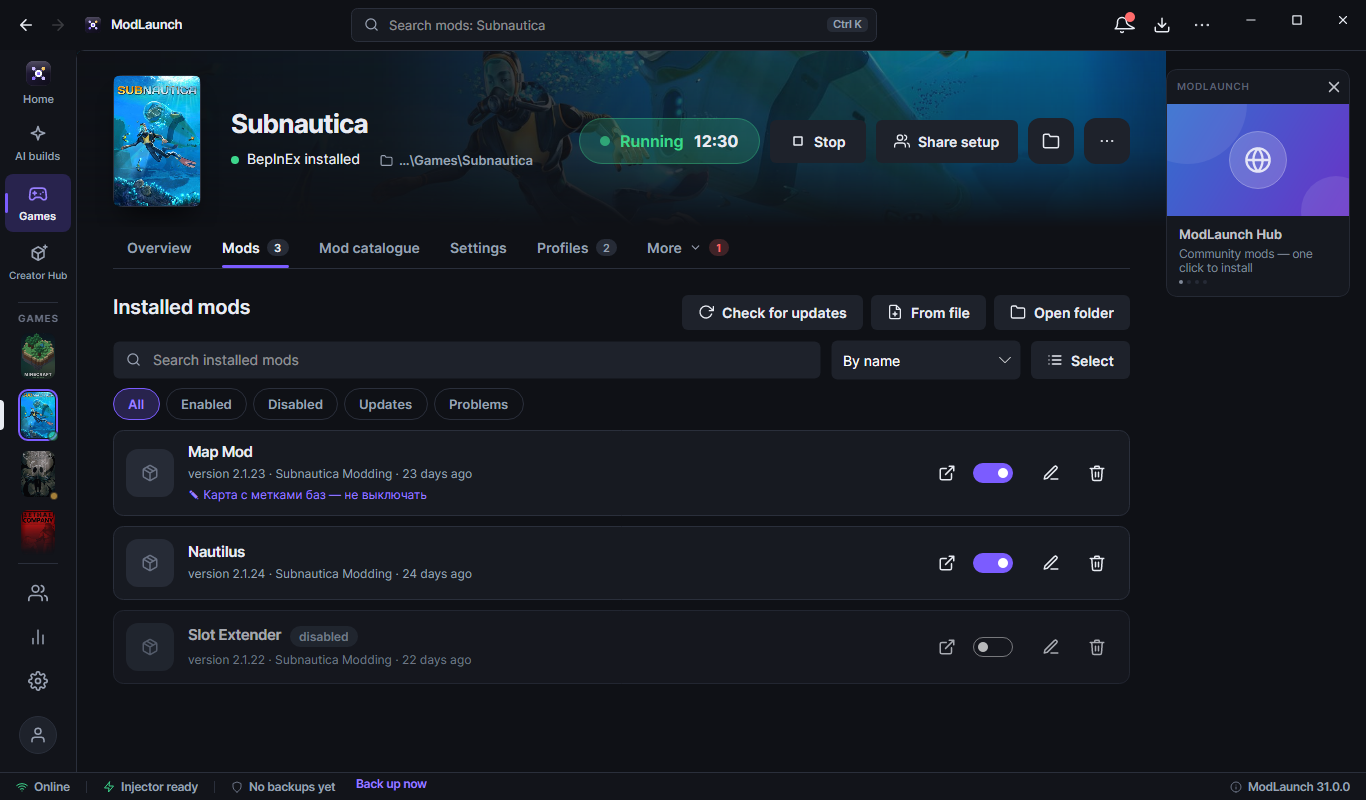 ModLaunch
Search mods: Subnautica
Ctrl K
Home
AI builds
Games
Creator Hub
GAMES
MINECRAFT
LETHAL
COMPANY
SUBNAUTICA
Subnautica
BepInEx installed
...\Games\Subnautica
Running 12:30
Stop
Share setup
Overview
Mods 3
Mod catalogue
Settings
Profiles 2
More 1
Installed mods
Check for updates
From file
Open folder
Search installed mods
By name
Select
All
Enabled
Disabled
Updates
Problems
Map Mod
version 2.1.23 · Subnautica Modding · 23 days ago
Карта с метками баз — не выключать
Nautilus
version 2.1.24 · Subnautica Modding · 24 days ago
Slot Extender disabled
version 2.1.22 · Subnautica Modding · 22 days ago
MODLAUNCH
ModLaunch Hub
Community mods — one
click to install
Online
Injector ready
No backups yet
Back up now
ModLaunch 31.0.0